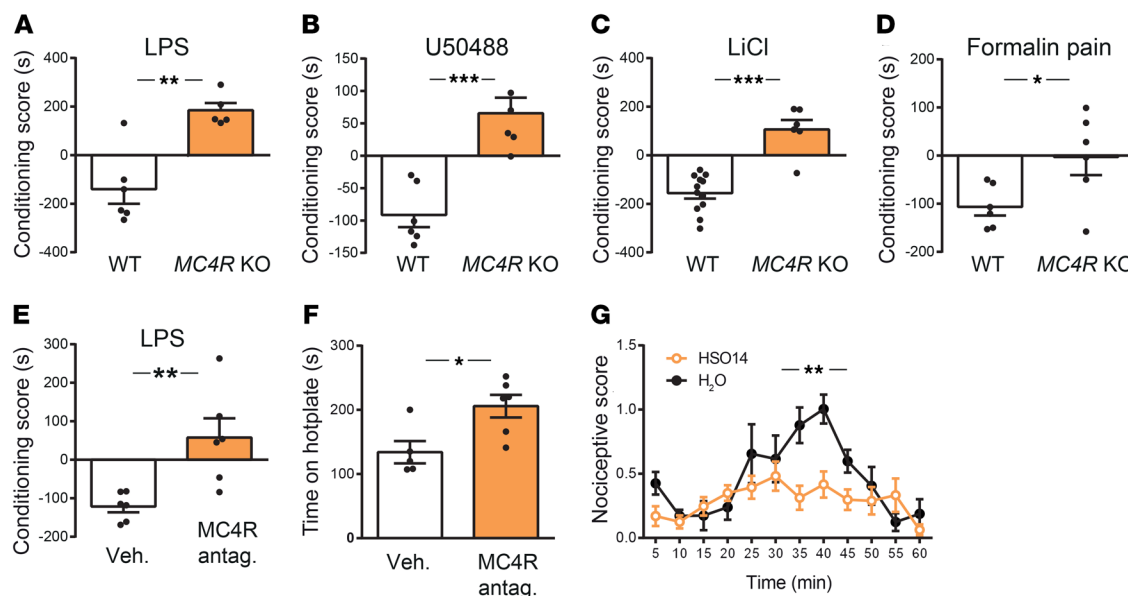 A
LPS
Conditioning score (s)
400
200
0
-200
-400
**
WT
MC4R KO
B
U50488
Conditioning score (s)
150
100
50
0
-50
-100
-150
***
WT
MC4R KO
C
LiCl
Conditioning score (s)
400
200
0
-200
-400
***
WT
MC4R KO
D
Formalin pain
Conditioning score (s)
200
100
0
-100
-200
*
WT
MC4R KO
E
LPS
Conditioning score (s)
300
200
100
0
-100
-200
**
Veh.
MC4R
antag.
F
Time on hotplate (s)
300
200
100
0
*
Veh.
MC4R
antag.
G
Nociceptive score
1.5
1.0
0.5
0.0
HSO14
H₂O
**
5 10 15 20 25 30 35 40 45 50 55 60
Time (min)